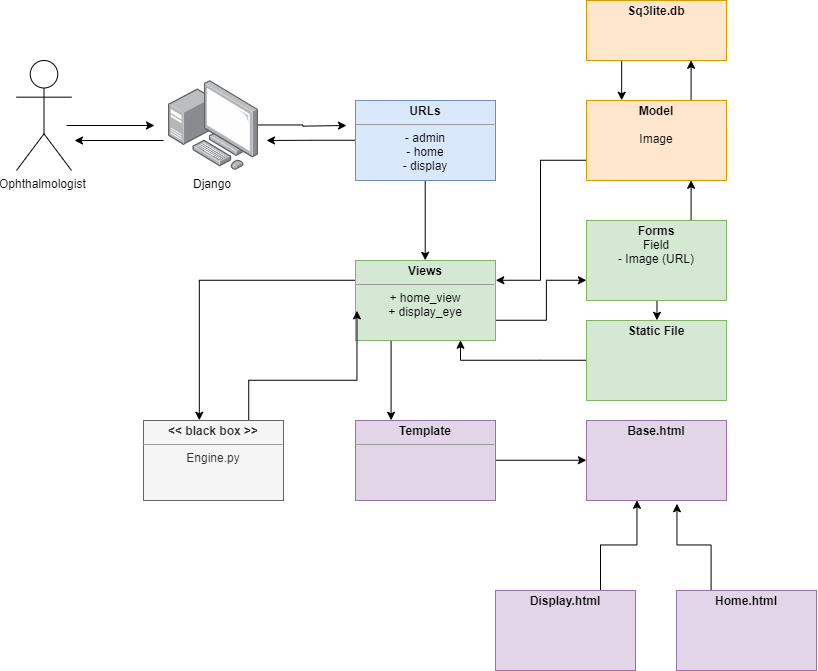 Sq3lite.db
Model
Image
URLs
- admin
- home
- display
Ophthalmologist
Django
Forms
Field
- Image (URL)
Views
+ home_view
+ display_eye
Static File
<< black box >>
Engine.py
Template
Base.html
Display.html
Home.html